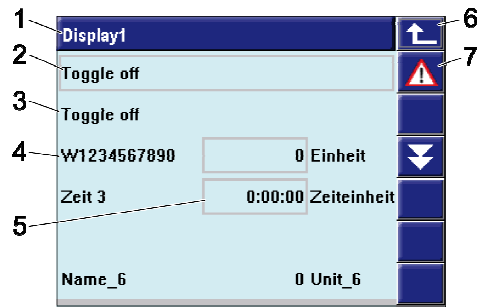 1 Display1 6
2 Toggle off 7
3 Toggle off
4 W1234567890 0 Einheit
5 Zeit 3 0:00:00 Zeiteinheit
Name_6 0 Unit_6